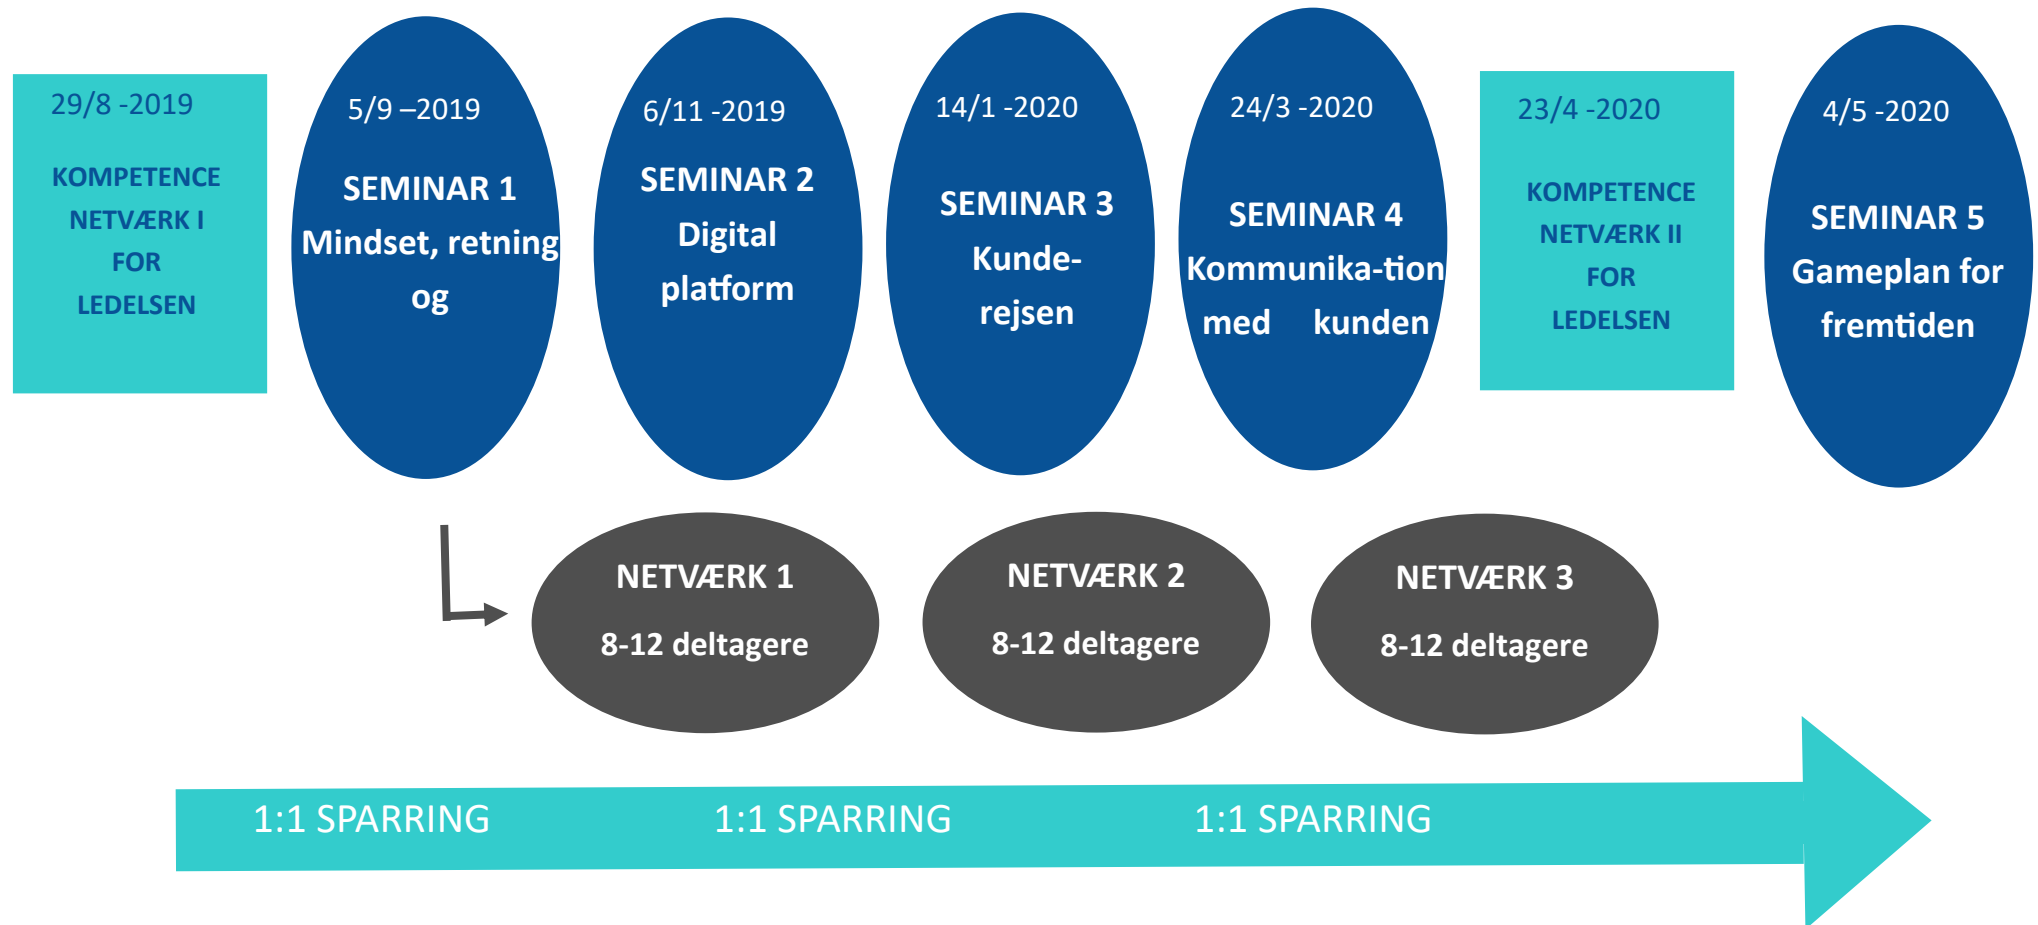 29/8 -2019
KOMPETENCE
NETVÆRK I
FOR
LEDELSEN
5/9 –2019
SEMINAR 1
Mindset, retning
og
6/11 -2019
SEMINAR 2
Digital
platform
14/1 -2020
SEMINAR 3
Kunde-
rejsen
24/3 -2020
SEMINAR 4
Kommunika-tion
med kunden
23/4 -2020
KOMPETENCE
NETVÆRK II
FOR
LEDELSEN
4/5 -2020
SEMINAR 5
Gameplan for
fremtiden
NETVÆRK 1
8-12 deltagere
NETVÆRK 2
8-12 deltagere
NETVÆRK 3
8-12 deltagere
1:1 SPARRING
1:1 SPARRING
1:1 SPARRING